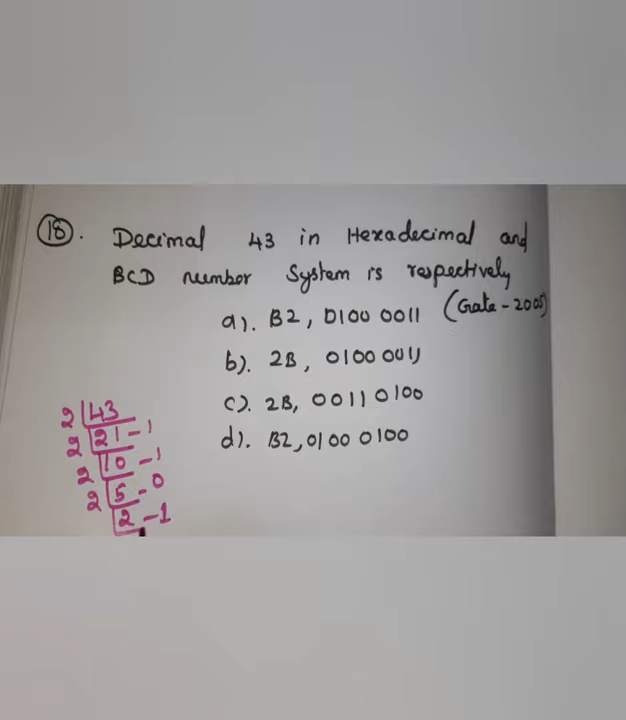 18. Decimal 43 in Hexadecimal and
BCD number System is respectively
(Gate - 2005)
a). B2, 0100 0011
b). 2B, 0100 0011
c). 2B, 0011 0100
d). B2, 0100 0100
2 43
2 21 - 1
2 10 - 1
2 5 - 0
2 - 1